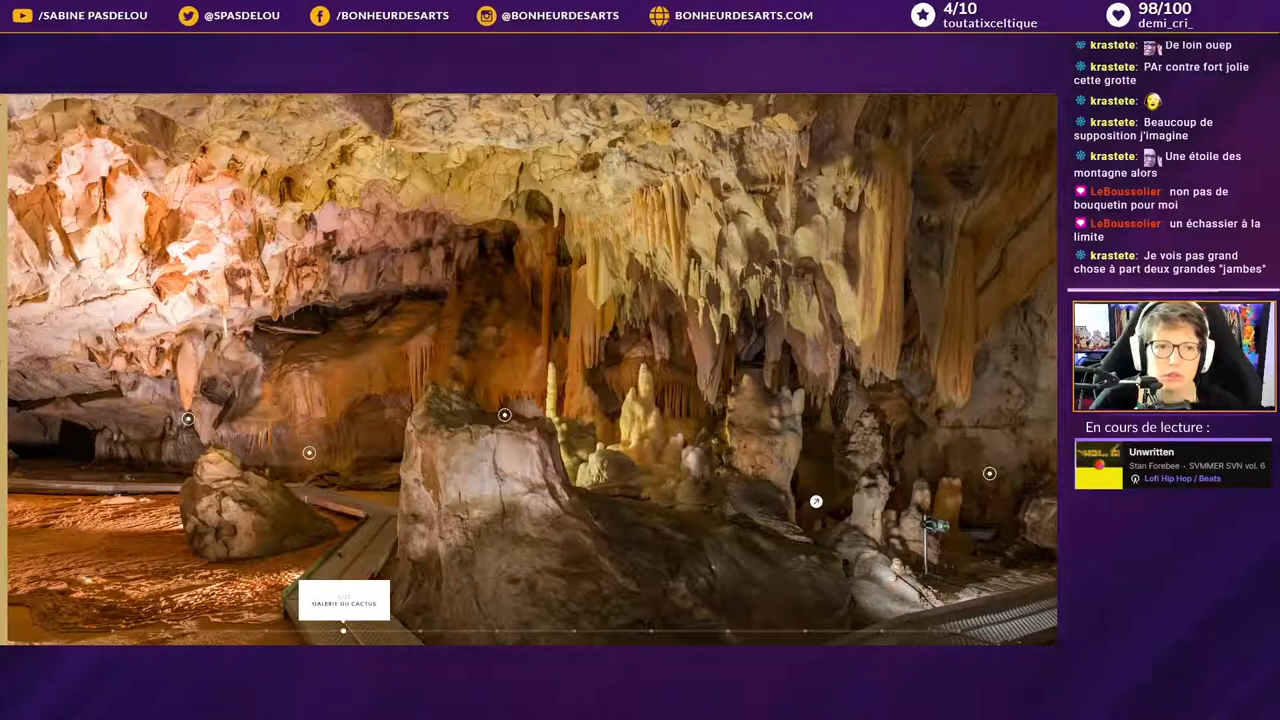 /SABINE PASDELOU
@SPASDELOU
/BONHEURDESARTS
@BONHEURDESARTS
BONHEURDESARTS.COM
4/10
toutatixceltique
98/100
demi_cri_
krastete: De loin ouep
krastete: PAr contre fort jolie
cette grotte
krastete:
krastete: Beaucoup de
supposition j'imagine
krastete: Une étoile des
montagne alors
LeBoussolier non pas de
bouquetin pour moi
LeBoussolier un échassier à la
limite
krastete: Je vois pas grand
chose à part deux grandes "jambes"
En cours de lecture :
Unwritten
Stan Forebee - SVMMER SVN vol. 6
Lofi Hip Hop / Beats
GALERIE DU CACTUS